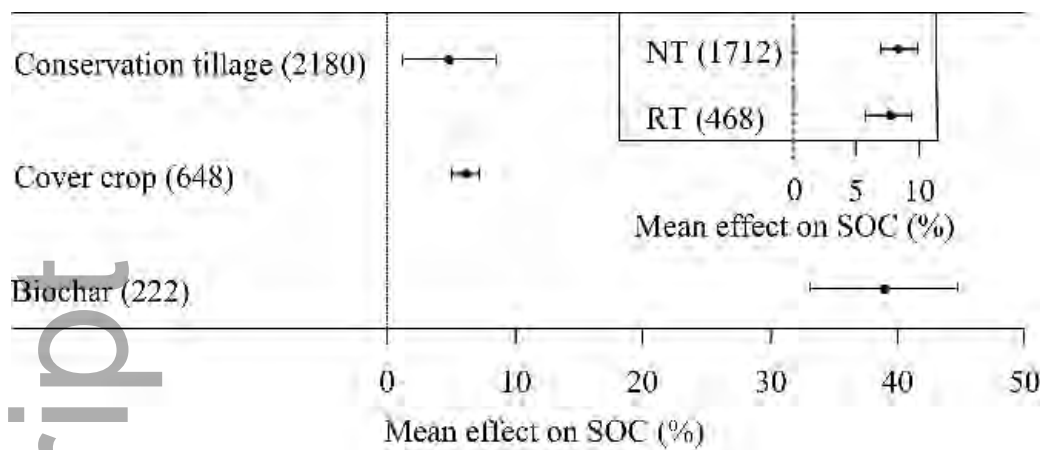 Conservation tillage (2180)
Cover crop (648)
Biochar (222)
NT (1712)
RT (468)
0 5 10
Mean effect on SOC (%)
0 10 20 30 40 50
Mean effect on SOC (%)
ript